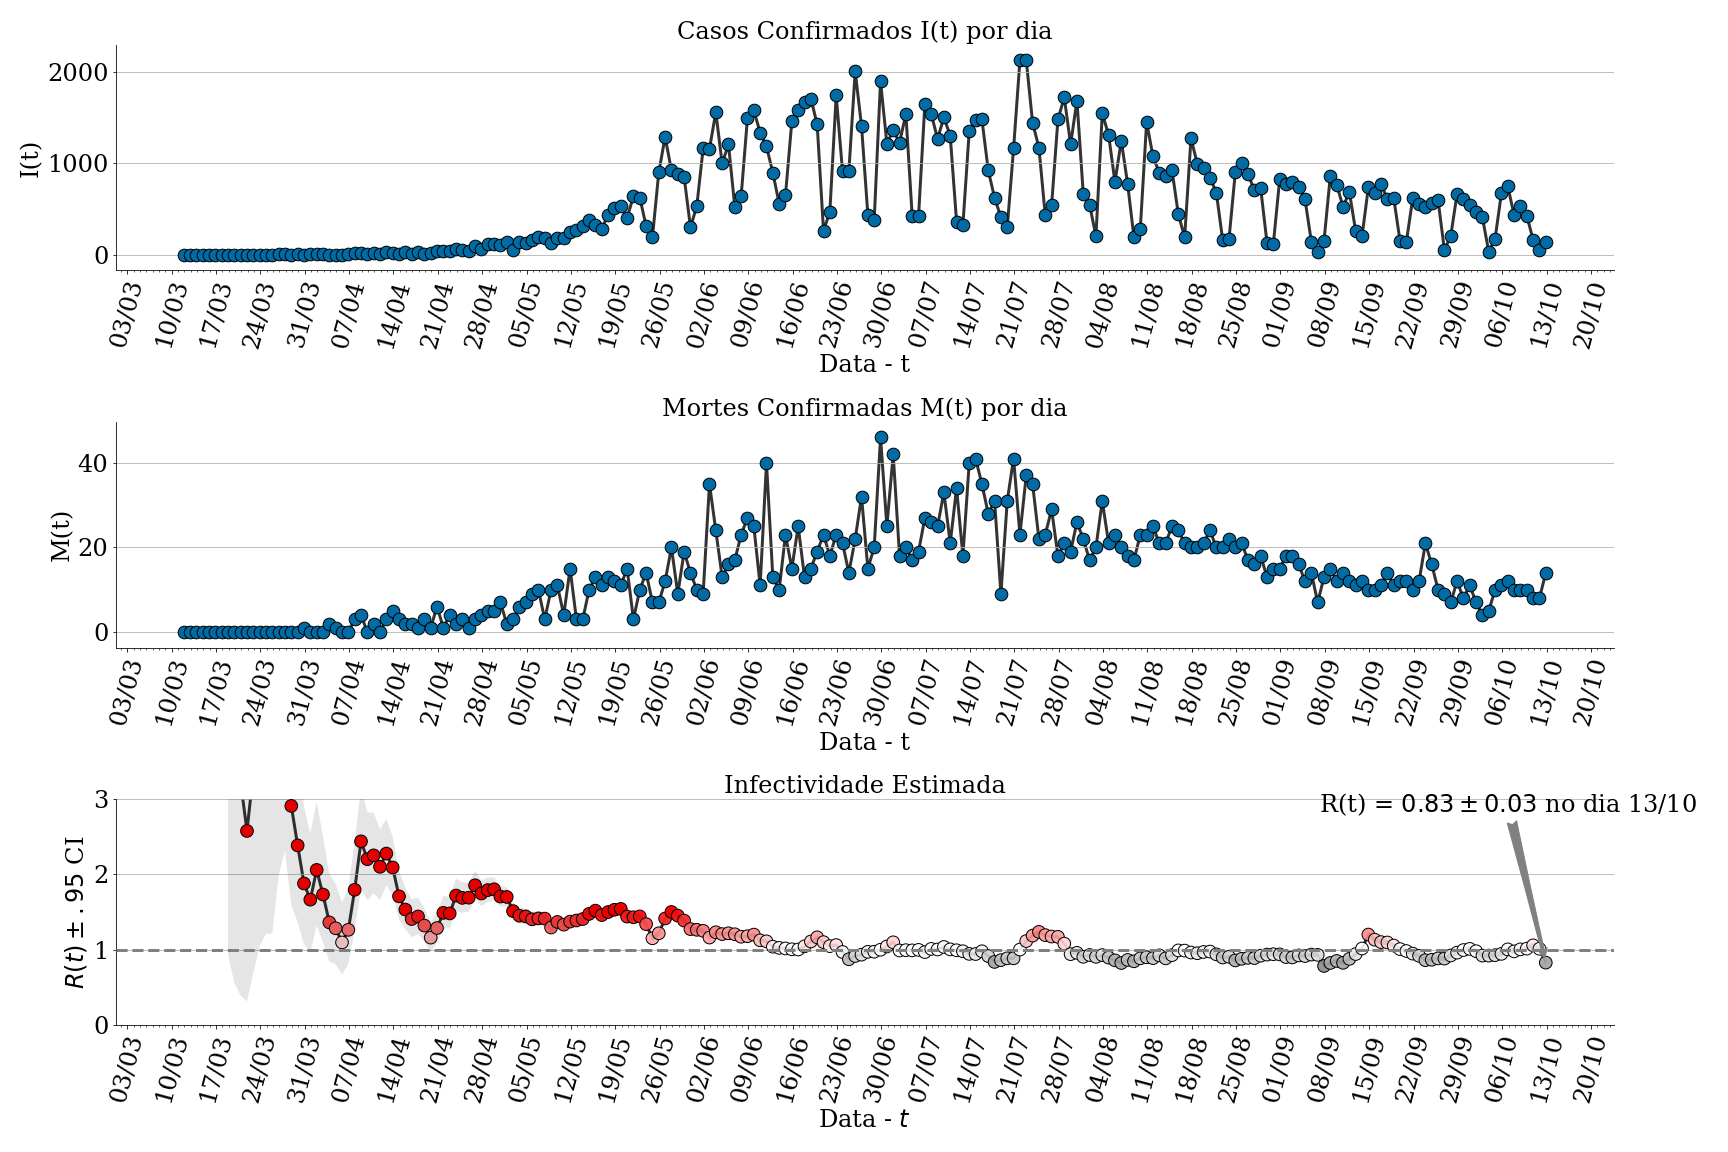 Casos Confirmados I(t) por dia
I(t)
2000
1000
0
03/03 10/03 17/03 24/03 31/03 07/04 14/04 21/04 28/04 05/05 12/05 19/05 26/05 02/06 09/06 16/06 23/06 30/06 07/07 14/07 21/07 28/07 04/08 11/08 18/08 25/08 01/09 08/09 15/09 22/09 29/09 06/10 13/10 20/10
Data - t
Mortes Confirmadas M(t) por dia
M(t)
40
20
0
03/03 10/03 17/03 24/03 31/03 07/04 14/04 21/04 28/04 05/05 12/05 19/05 26/05 02/06 09/06 16/06 23/06 30/06 07/07 14/07 21/07 28/07 04/08 11/08 18/08 25/08 01/09 08/09 15/09 22/09 29/09 06/10 13/10 20/10
Data - t
Infectividade Estimada
R(t) ± .95 CI
3
2
1
0
R(t) = 0.83 ± 0.03 no dia 13/10
03/03 10/03 17/03 24/03 31/03 07/04 14/04 21/04 28/04 05/05 12/05 19/05 26/05 02/06 09/06 16/06 23/06 30/06 07/07 14/07 21/07 28/07 04/08 11/08 18/08 25/08 01/09 08/09 15/09 22/09 29/09 06/10 13/10 20/10
Data - t